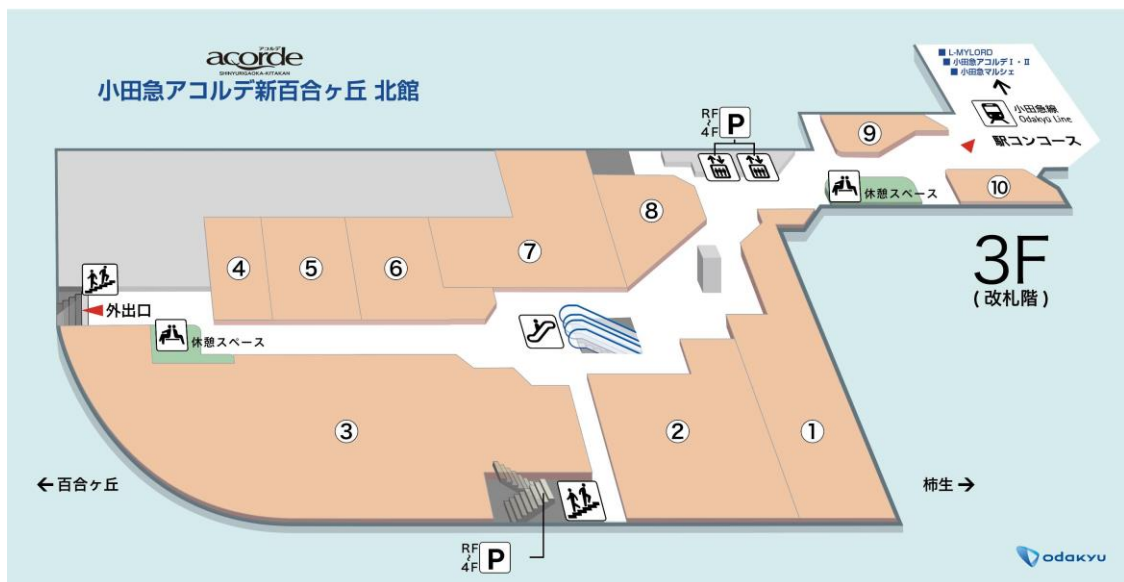 アコルデ
acorde
SHINYURIGAOKA-KITAKAN
小田急アコルデ新百合ヶ丘 北館
■ L-MYLORD
■ 小田急アコルデⅠ・Ⅱ
■ 小田急マルシェ
小田急線
Odakyu Line
駅コンコース
RF
~
4F
P
⑨
⑩
休憩スペース
⑧
⑦
④
⑤
⑥
3F
(改札階)
外出口
休憩スペース
③
②
①
←百合ヶ丘
柿生→
RF
~
4F
P
ODAKYU